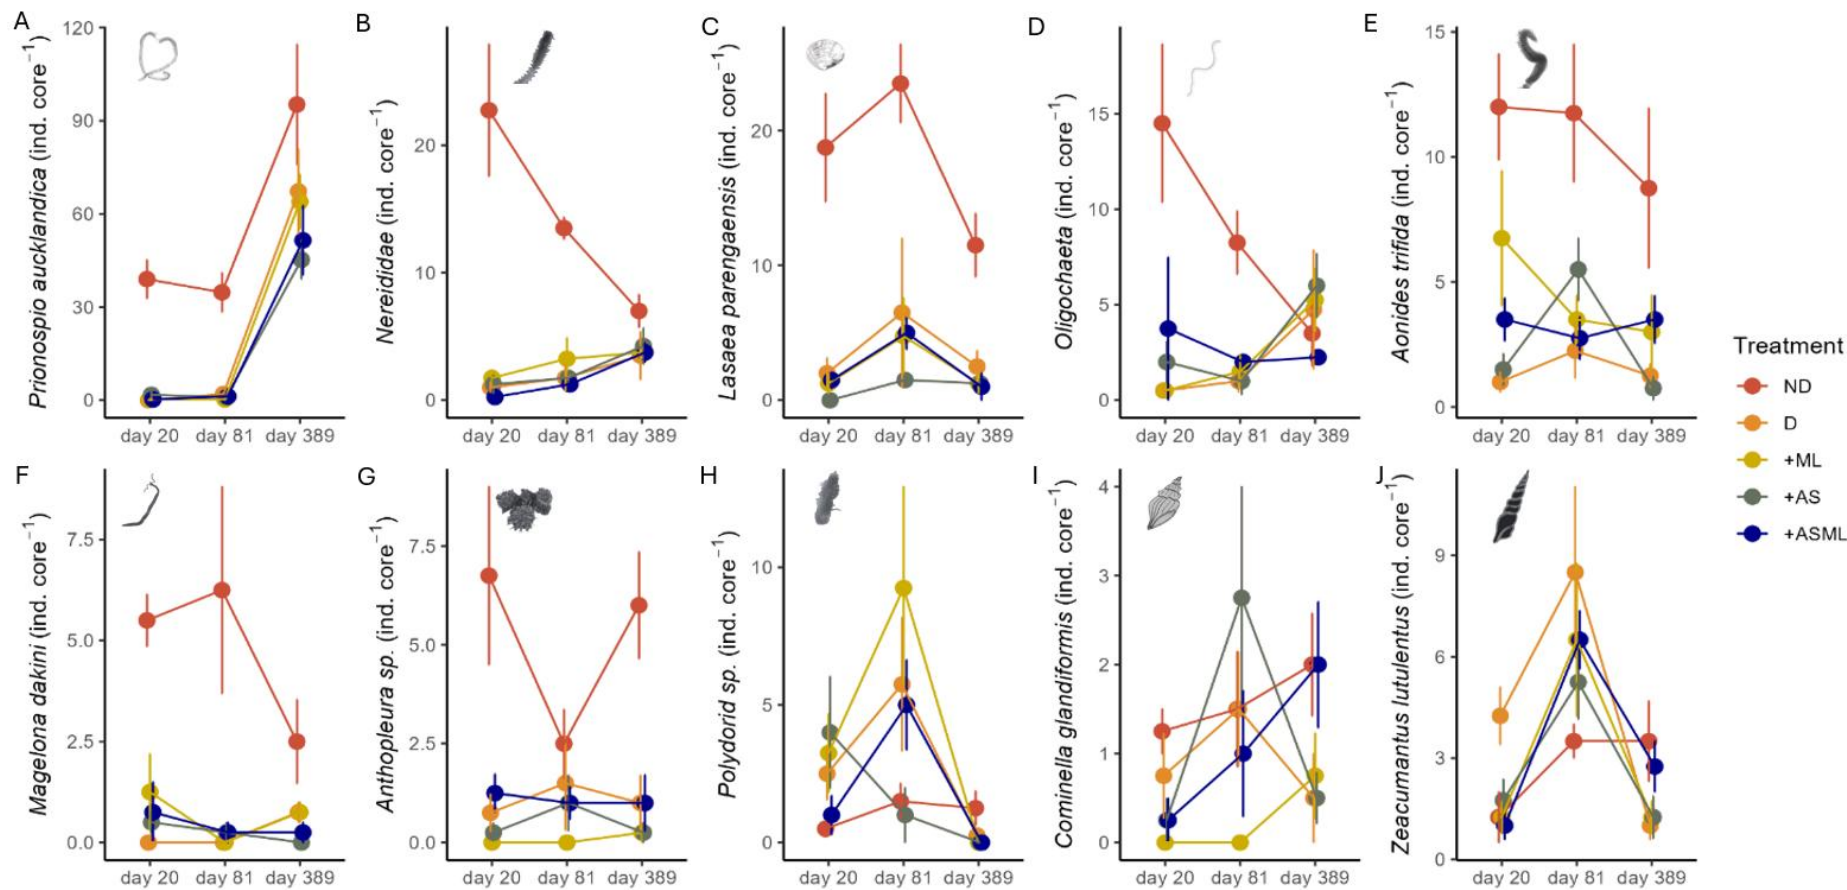 A
Prionospio aucklandica (ind. core⁻¹)
120
90
60
30
0
day 20 day 81 day 389
B
Nereididae (ind. core⁻¹)
20
10
0
day 20 day 81 day 389
C
Lasaea parengaensis (ind. core⁻¹)
20
10
0
day 20 day 81 day 389
D
Oligochaeta (ind. core⁻¹)
15
10
5
0
day 20 day 81 day 389
E
Aonides trifida (ind. core⁻¹)
15
10
5
0
day 20 day 81 day 389
F
Magelona dakini (ind. core⁻¹)
7.5
5.0
2.5
0.0
day 20 day 81 day 389
G
Anthopleura sp. (ind. core⁻¹)
7.5
5.0
2.5
0.0
day 20 day 81 day 389
H
Polydorid sp. (ind. core⁻¹)
10
5
0
day 20 day 81 day 389
I
Cominella glandiformis (ind. core⁻¹)
4
3
2
1
0
day 20 day 81 day 389
J
Zeacumantus lutulentus (ind. core⁻¹)
9
6
3
0
day 20 day 81 day 389
Treatment
ND
D
+ML
+AS
+ASML